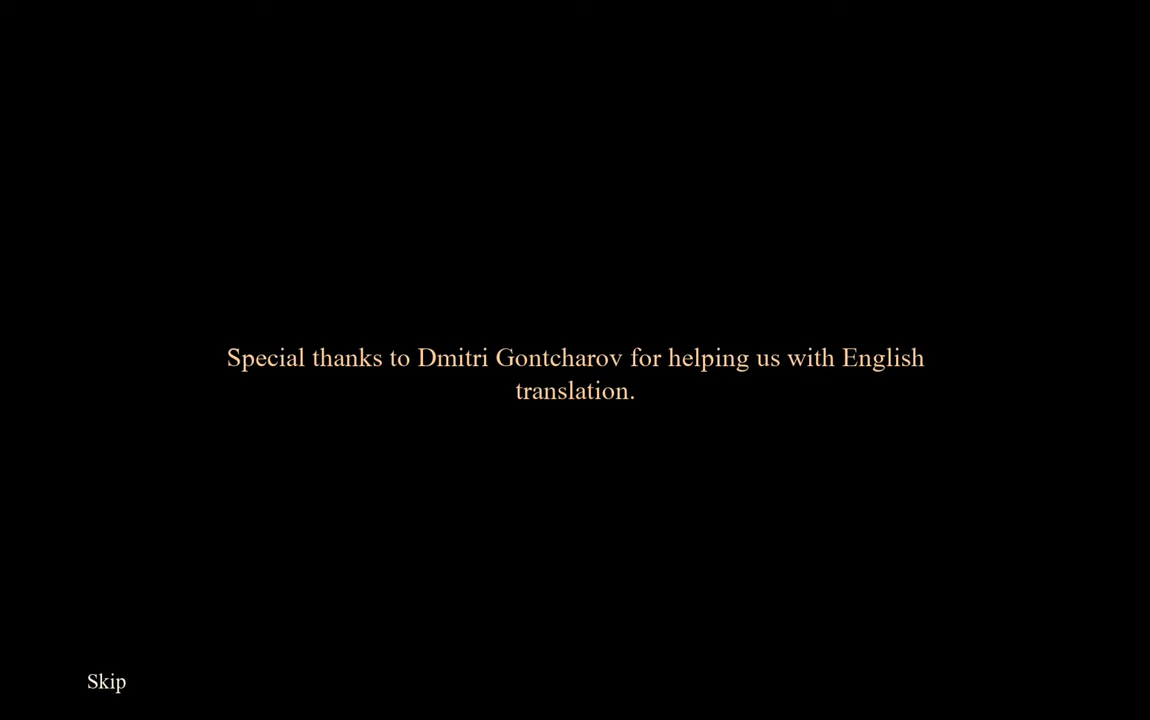 Special thanks to Dmitri Gontcharov for helping us with English
translation.
Skip